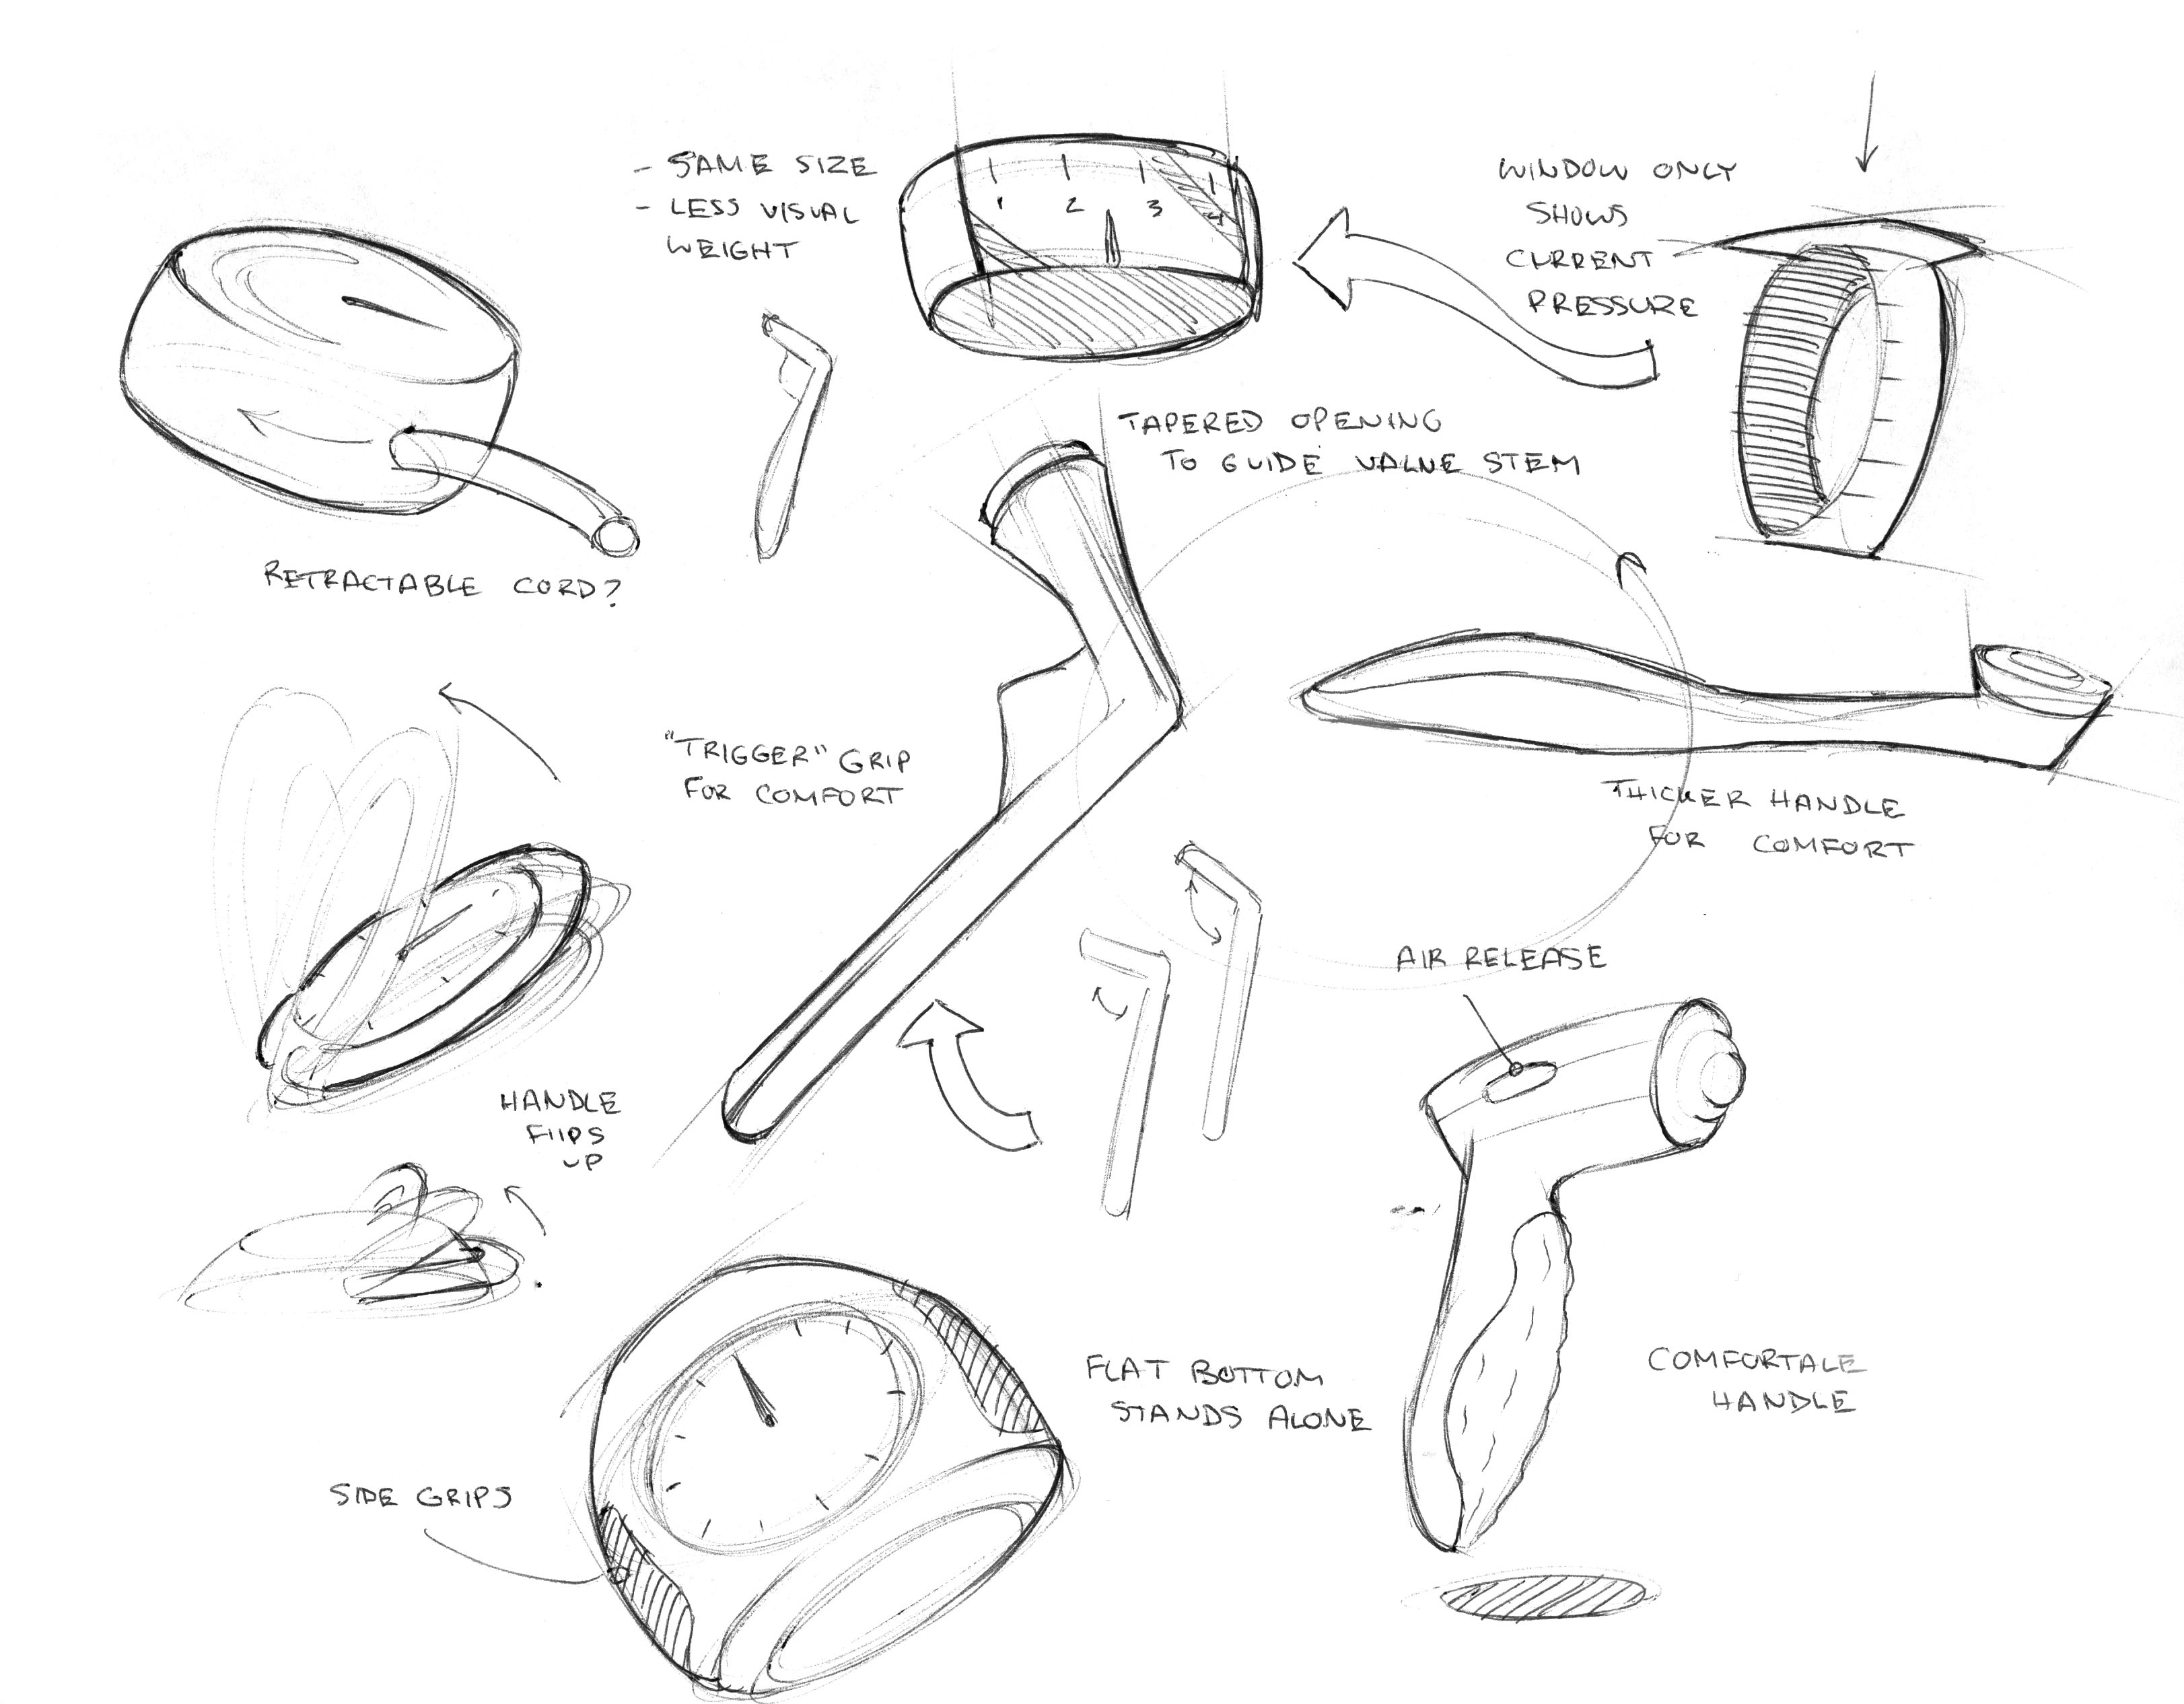 - SAME SIZE
- LESS VISUAL
WEIGHT
1 2 3 4
WINDOW ONLY
SHOWS
CURRENT
PRESSURE
TAPERED OPENING
TO GUIDE VALVE STEM
RETRACTABLE CORD?
"TRIGGER" GRIP
FOR COMFORT
THICKER HANDLE
FOR COMFORT
AIR RELEASE
HANDLE
FLIPS
UP
FLAT BOTTOM
STANDS ALONE
COMFORTALE
HANDLE
SIDE GRIPS